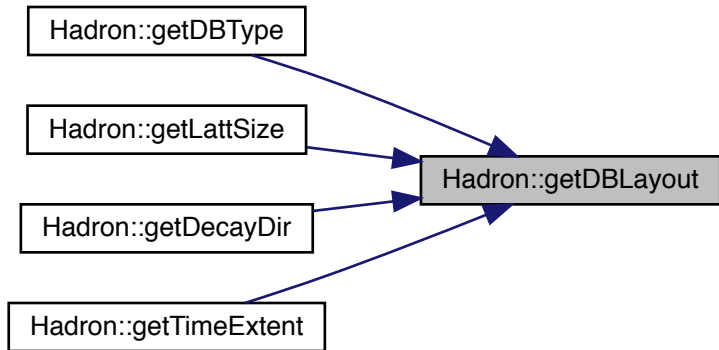 Hadron::getDBType
Hadron::getLattSize
Hadron::getDBLayout
Hadron::getDecayDir
Hadron::getTimeExtent